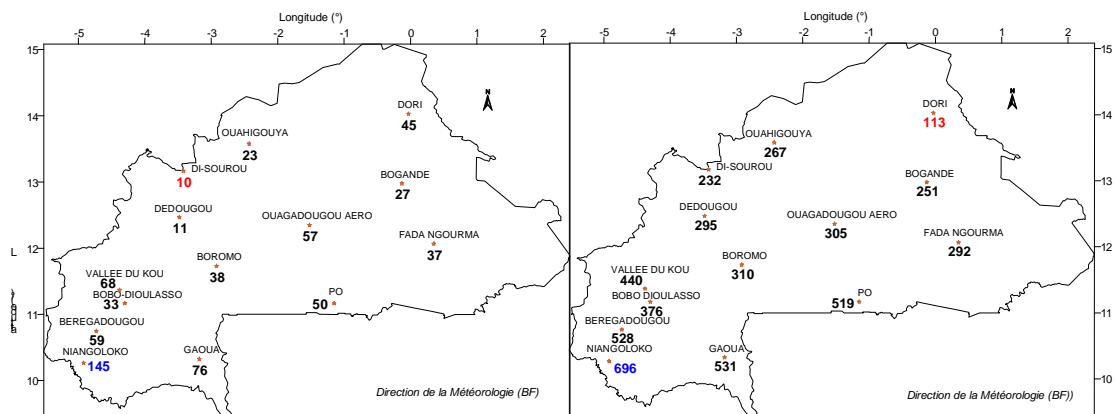 Longitude (°)
-5 -4 -3 -2 -1 0 1 2
15
14
13
12
11
10
N
DORI
45
OUAHIGOUYA
23
DI-SOUROU
10
BOGANDE
27
DEDOUGOU
11
OUAGADOUGOU AERO
57
FADA NGOURMA
37
BOROMO
38
VALLEE DU KOU
68
BOBO-DIOULASSO
33
PO
50
BEREGADOUGOU
59
NIANGOLOKO
145
GAOUA
76
Direction de la Météorologie (BF)
Longitude (°)
-5 -4 -3 -2 -1 0 1 2
15
14
13
12
11
10
N
DORI
113
OUAHIGOUYA
267
DI-SOUROU
232
BOGANDE
251
DEDOUGOU
295
OUAGADOUGOU AERO
305
FADA NGOURMA
292
BOROMO
310
VALLEE DU KOU
440
BOBO DIOULASSO
376
PO
519
BEREGADOUGOU
528
NIANGOLOKO
696
GAOUA
531
Direction de la Météorologie (BF))